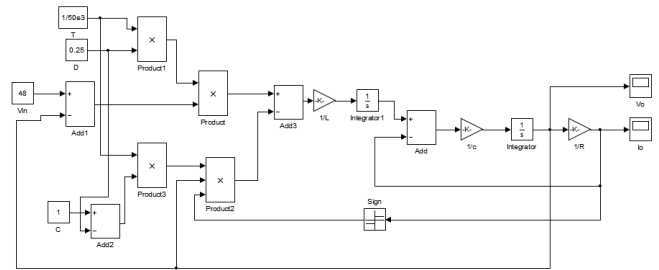 1/50e3
T
0.25
D
×
Product1
48
Vin
+
−
Add1
×
Product
+
−
Add3
-K-
1/L
1
s
Integrator1
+
−
Add
-K-
1/c
1
s
Integrator
-K-
1/R
Vo
Io
×
Product3
×
Product2
Sign
1
C
+
−
Add2